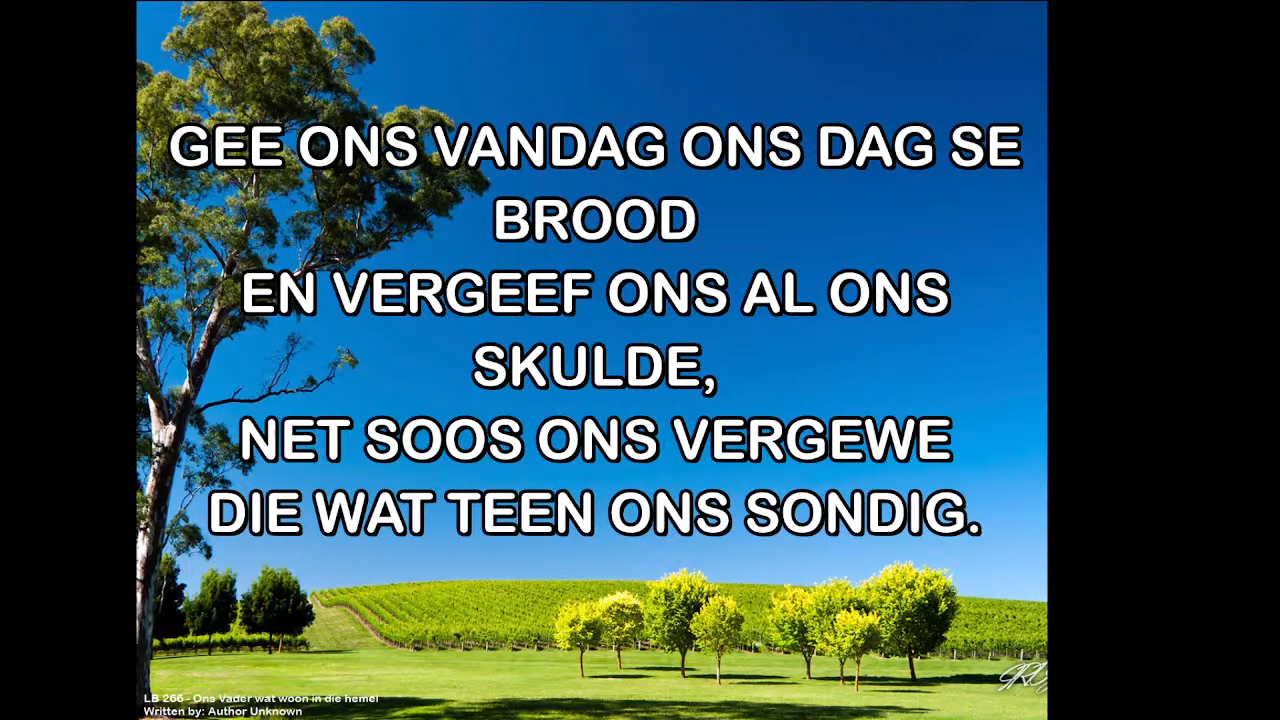 GEE ONS VANDAG ONS DAG SE
BROOD
EN VERGEEF ONS AL ONS
SKULDE,
NET SOOS ONS VERGEWE
DIE WAT TEEN ONS SONDIG.
LB 266 - Ons Vader wat woon in die hemel
Written by: Author Unknown